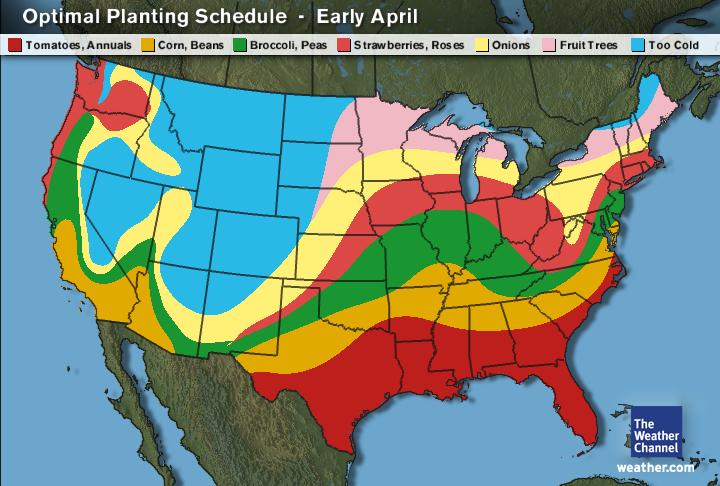 Optimal Planting Schedule - Early April
Tomatoes, Annuals Corn, Beans Broccoli, Peas Strawberries, Roses Onions Fruit Trees Too Cold
The
Weather
Channel
weather.com